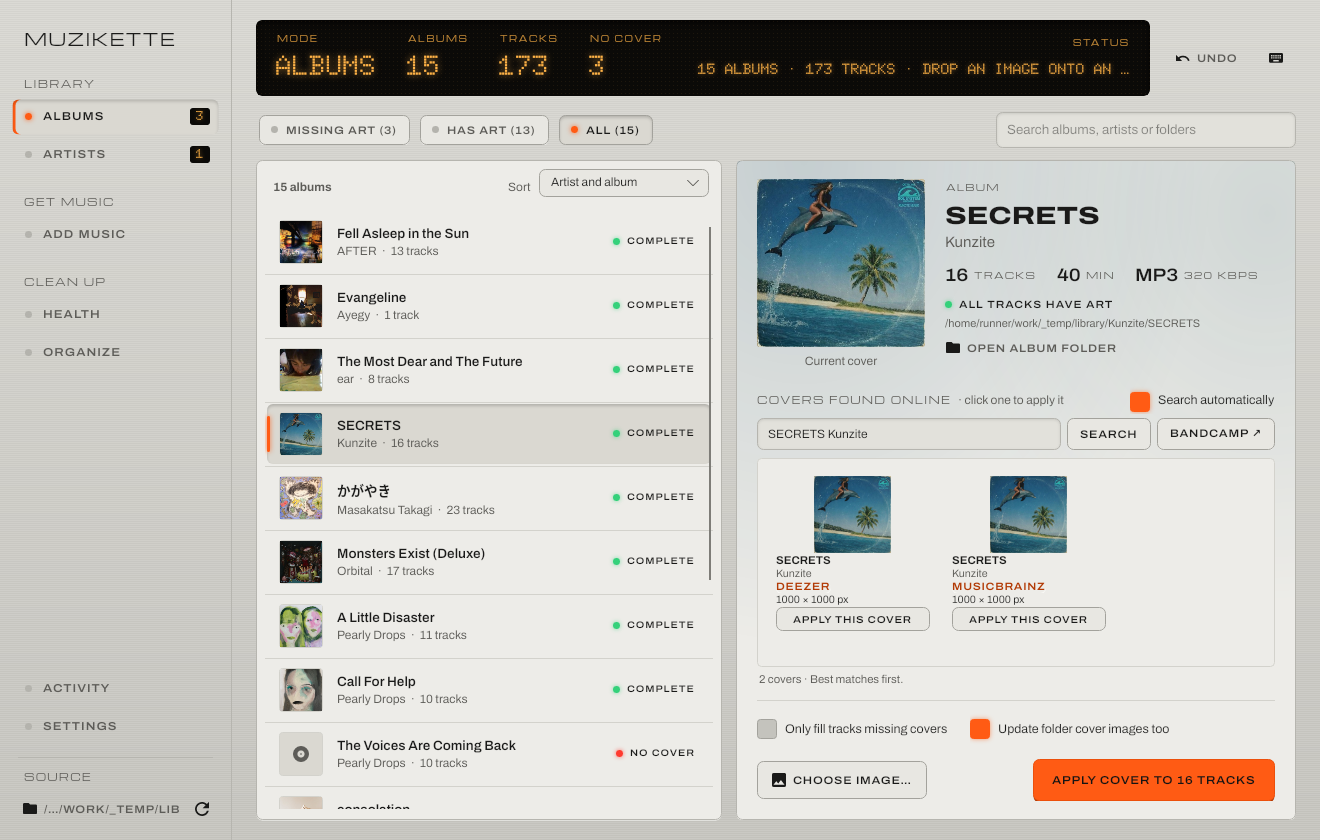 MUZIKETTE
LIBRARY
ALBUMS 3
ARTISTS 1
GET MUSIC
ADD MUSIC
CLEAN UP
HEALTH
ORGANIZE
ACTIVITY
SETTINGS
SOURCE
/.../WORK/_TEMP/LIB
MODE ALBUMS TRACKS NO COVER STATUS
ALBUMS 15 173 3 15 ALBUMS · 173 TRACKS · DROP AN IMAGE ONTO AN …
UNDO
MISSING ART (3) HAS ART (13) ALL (15)
Search albums, artists or folders
15 albums Sort Artist and album
Fell Asleep in the Sun
AFTER · 13 tracks
COMPLETE
Evangeline
Ayegy · 1 track
COMPLETE
The Most Dear and The Future
ear · 8 tracks
COMPLETE
SECRETS
Kunzite · 16 tracks
COMPLETE
かがやき
Masakatsu Takagi · 23 tracks
COMPLETE
Monsters Exist (Deluxe)
Orbital · 17 tracks
COMPLETE
A Little Disaster
Pearly Drops · 11 tracks
COMPLETE
Call For Help
Pearly Drops · 10 tracks
COMPLETE
The Voices Are Coming Back
Pearly Drops · 10 tracks
NO COVER
consolation
Current cover
ALBUM
SECRETS
Kunzite
16 TRACKS 40 MIN MP3 320 KBPS
ALL TRACKS HAVE ART
/home/runner/work/_temp/library/Kunzite/SECRETS
OPEN ALBUM FOLDER
COVERS FOUND ONLINE · click one to apply it Search automatically
SECRETS Kunzite SEARCH BANDCAMP ↗
SECRETS
Kunzite
DEEZER
1000 × 1000 px
APPLY THIS COVER
SECRETS
Kunzite
MUSICBRAINZ
1000 × 1000 px
APPLY THIS COVER
2 covers · Best matches first.
Only fill tracks missing covers Update folder cover images too
CHOOSE IMAGE... APPLY COVER TO 16 TRACKS